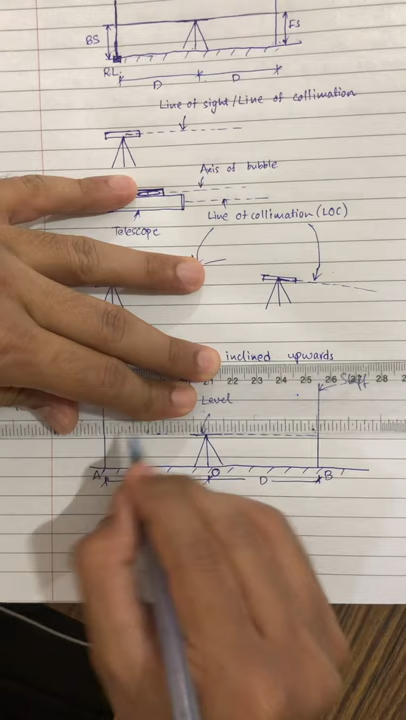 BS
FS
RL
D D
Line of sight/Line of collimation
Axis of bubble
Line of collimation (LOC)
Telescope
inclined upwards
21 22 23 24 25 26 27 28
Staff
Level
A O D B